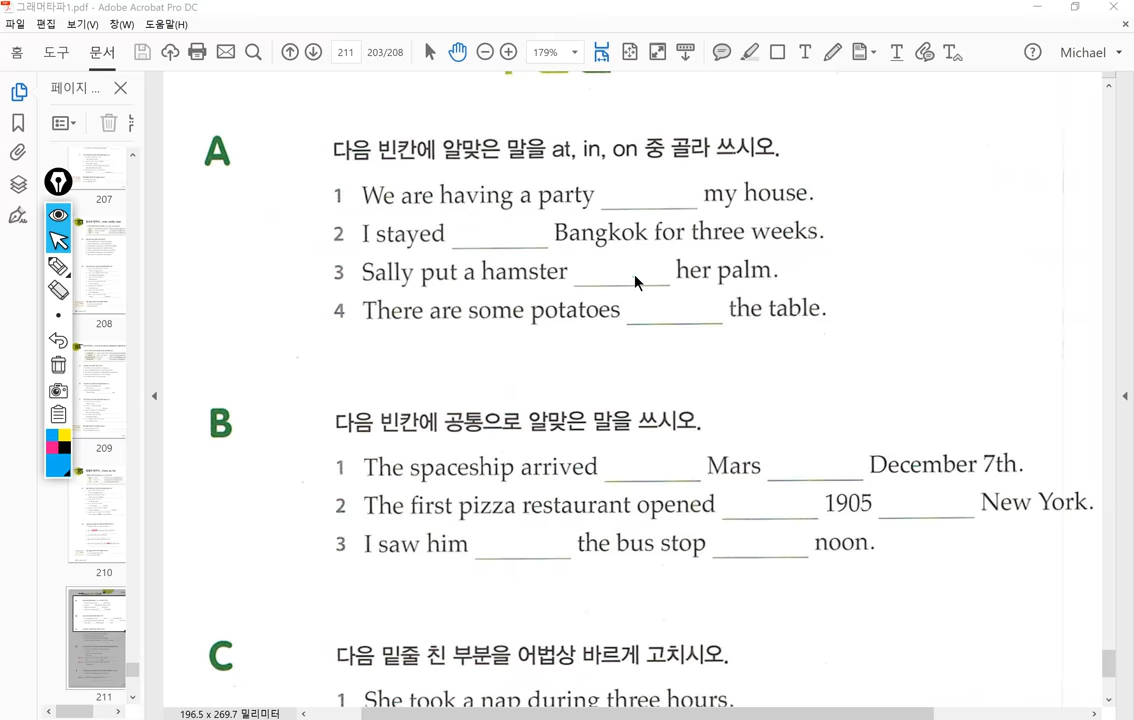 그래머타파1.pdf - Adobe Acrobat Pro DC
파일 편집 보기(V) 창(W) 도움말(H)
홈 도구 문서 211 203/208 179% Michael
페이지 ...
207
208
209
210
211
A 다음 빈칸에 알맞은 말을 at, in, on 중 골라 쓰시오.
1 We are having a party ________ my house.
2 I stayed ________ Bangkok for three weeks.
3 Sally put a hamster ________ her palm.
4 There are some potatoes ________ the table.
B 다음 빈칸에 공통으로 알맞은 말을 쓰시오.
1 The spaceship arrived ________ Mars ________ December 7th.
2 The first pizza restaurant opened ________ 1905 ________ New York.
3 I saw him ________ the bus stop ________ noon.
C 다음 밑줄 친 부분을 어법상 바르게 고치시오.
1 She took a nap during three hours.
196.5 x 269.7 밀리미터